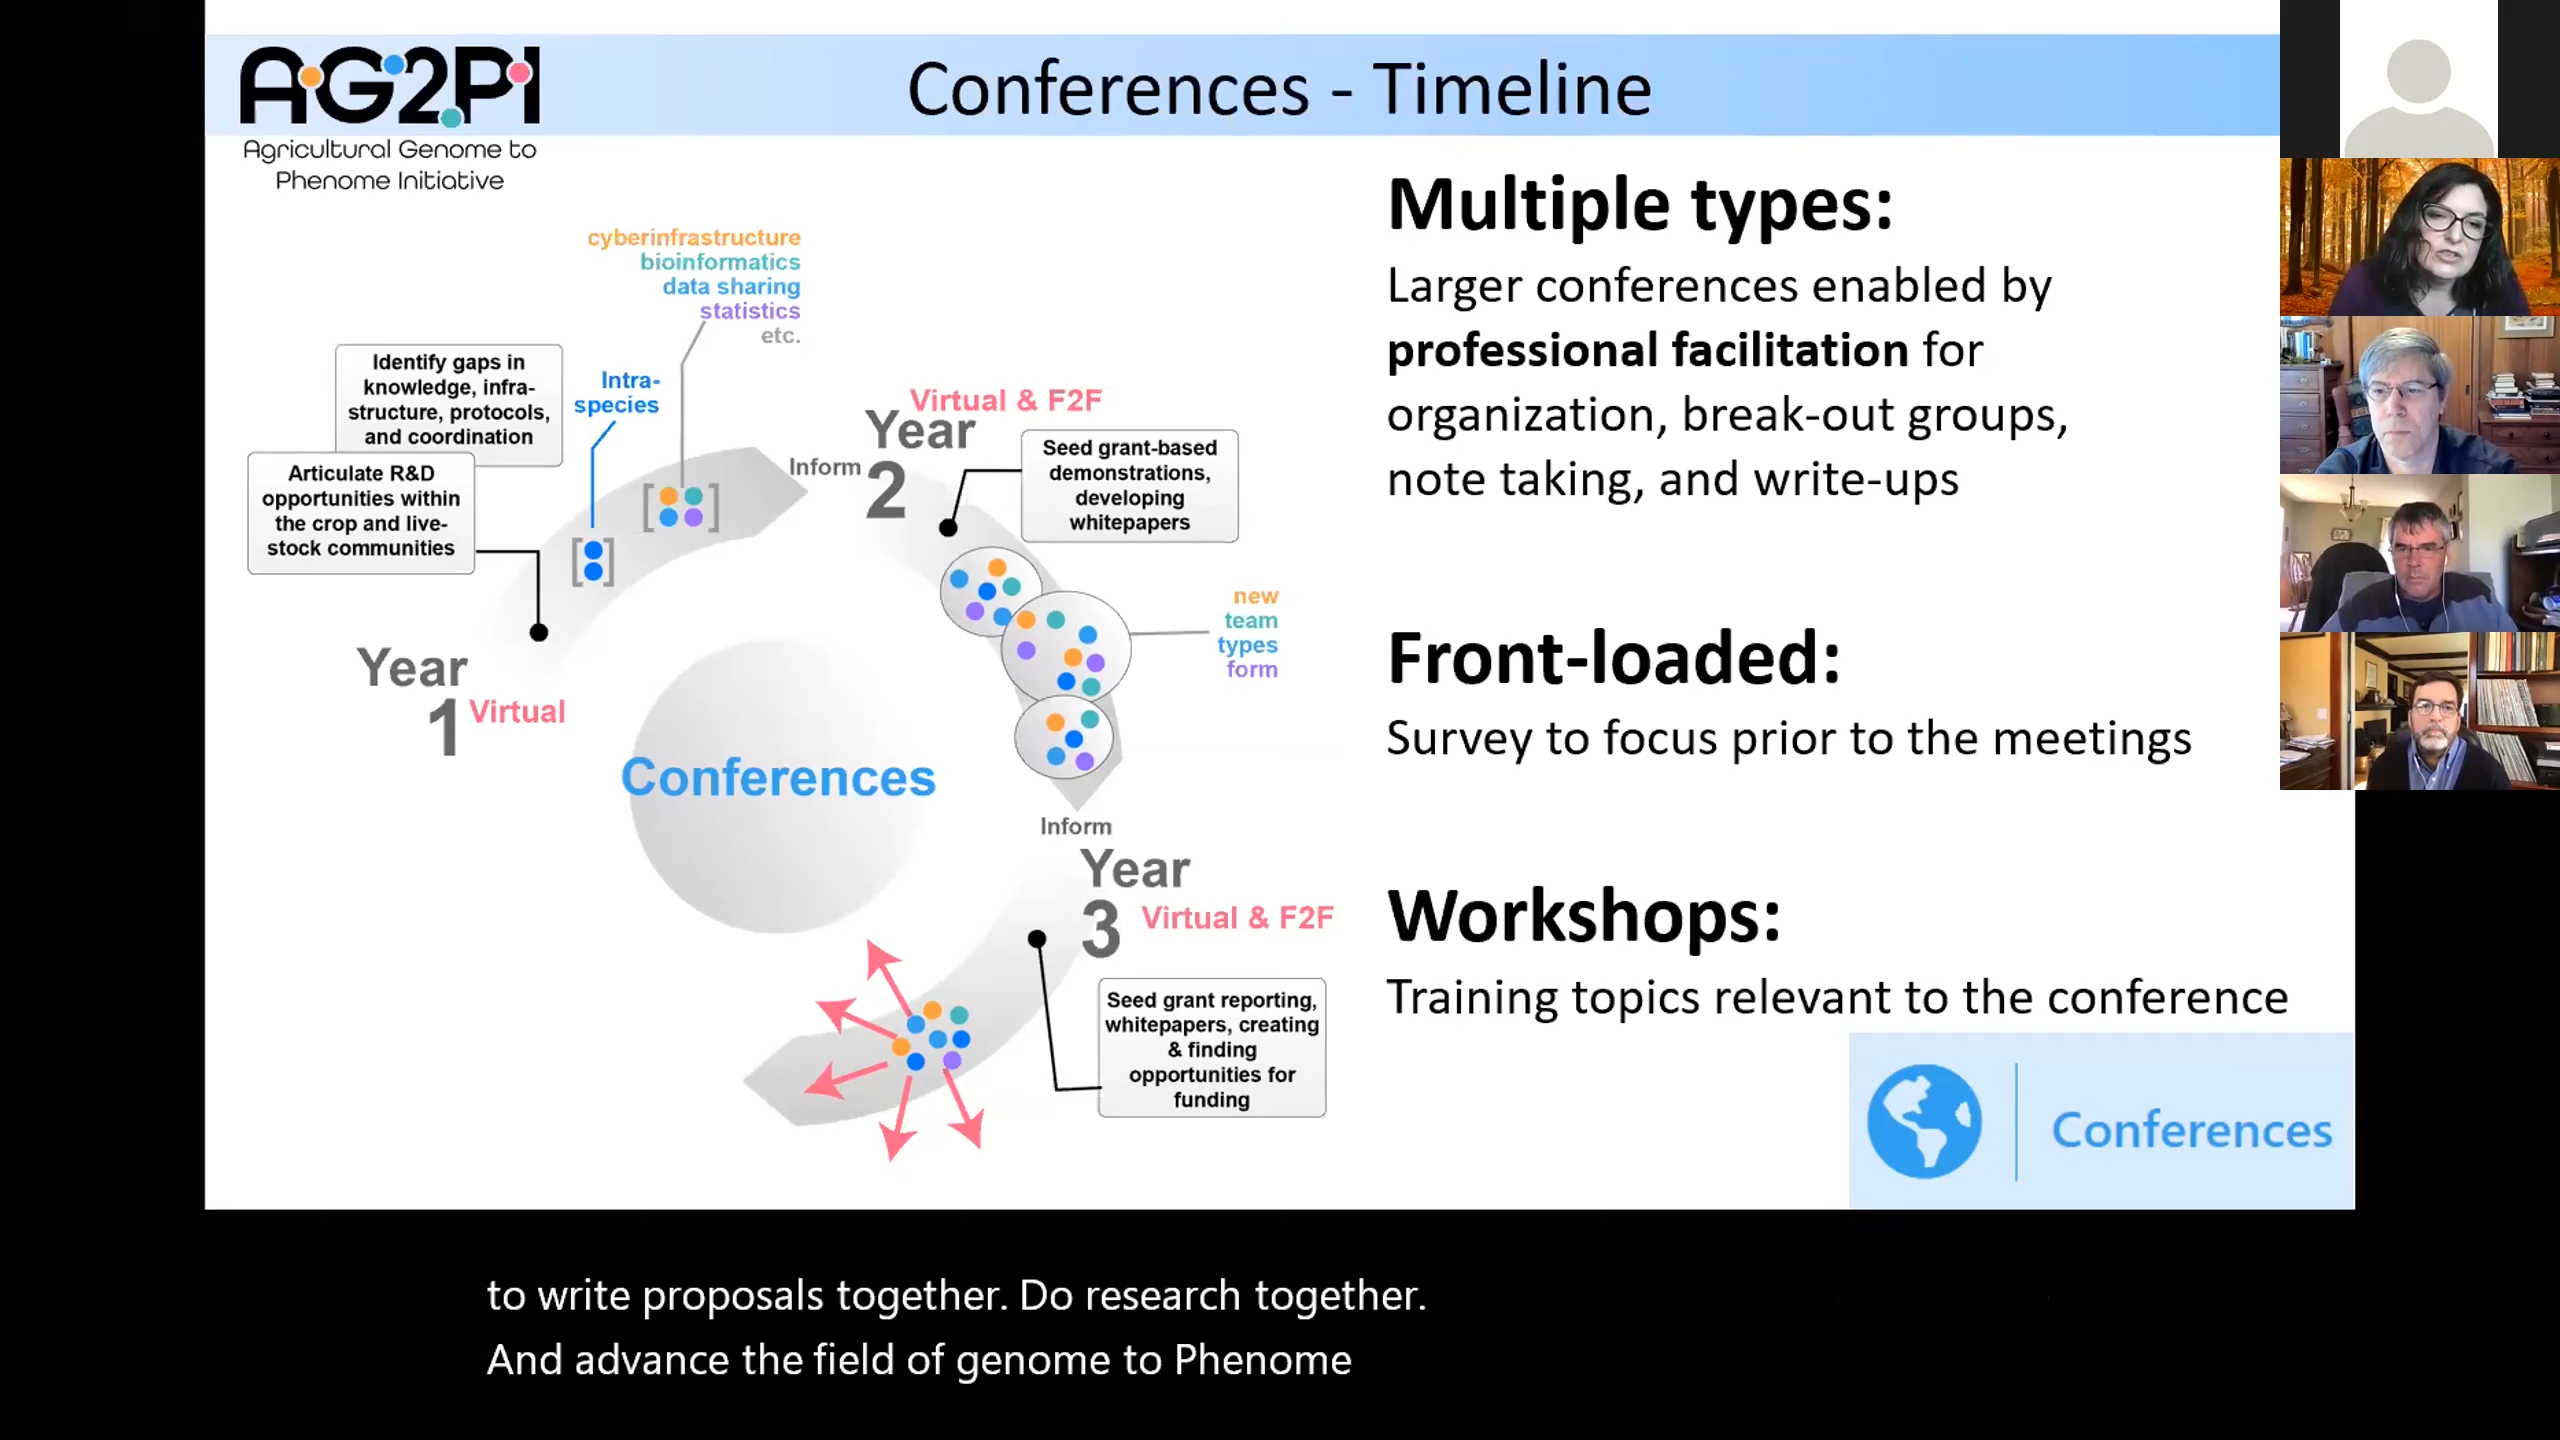 AG2PI
Agricultural Genome to
Phenome Initiative
Conferences - Timeline
cyberinfrastructure
bioinformatics
data sharing
statistics
etc.
Identify gaps in
knowledge, infra-
structure, protocols,
and coordination
Intra-
species
Articulate R&D
opportunities within
the crop and live-
stock communities
Year
1
Virtual
Inform
Virtual & F2F
Year
2
Seed grant-based
demonstrations,
developing
whitepapers
new
team
types
form
Conferences
Inform
Year
3
Virtual & F2F
Seed grant reporting,
whitepapers, creating
& finding
opportunities for
funding
Multiple types:
Larger conferences enabled by
professional facilitation for
organization, break-out groups,
note taking, and write-ups
Front-loaded:
Survey to focus prior to the meetings
Workshops:
Training topics relevant to the conference
Conferences
to write proposals together. Do research together.
And advance the field of genome to Phenome